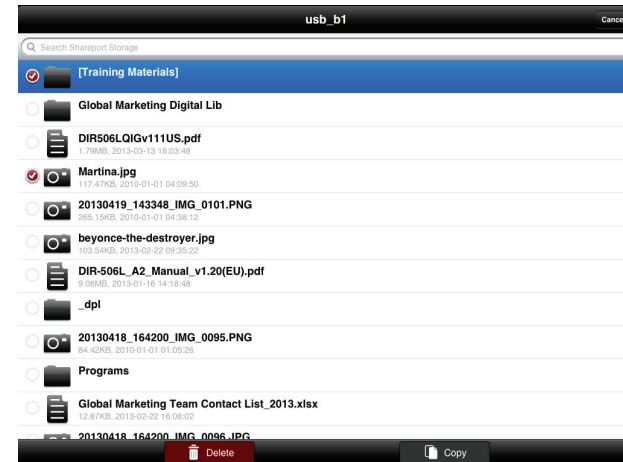 usb_b1
Cance
Search Shareport Storage
[Training Materials]
Global Marketing Digital Lib
DIR506LQIGv111US.pdf
1.79MB, 2013-03-13 18:03:48
Martina.jpg
117.47KB, 2010-01-01 04:09:50
20130419_143348_IMG_0101.PNG
265.15KB, 2010-01-01 04:38:12
beyonce-the-destroyer.jpg
103.54KB, 2013-02-22 09:35:22
DIR-506L_A2_Manual_v1.20(EU).pdf
9.08MB, 2013-01-16 14:18:48
_dpl
20130418_164200_IMG_0095.PNG
84.42KB, 2010-01-01 01:05:26
Programs
Global Marketing Team Contact List_2013.xlsx
12.87KB, 2013-02-22 16:08:02
20130418_164200_IMG_0096.JPG
Delete
Copy